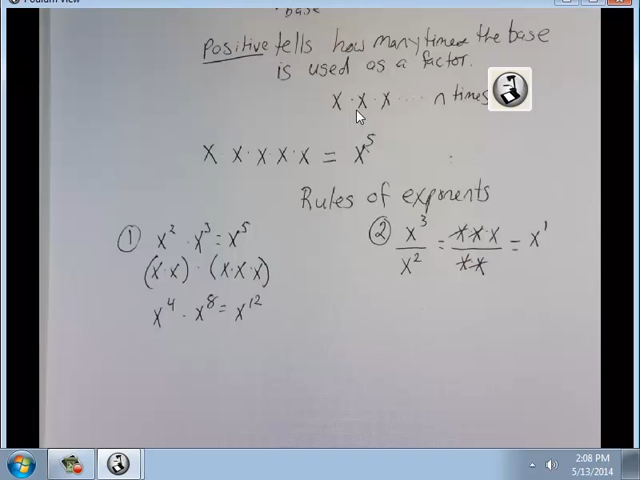 base
positive tells how many times the base
is used as a factor.
x · x · x ···· n times
x x · x · x · x = x⁵
Rules of exponents
① x² · x³ = x⁵
(x · x) · (x · x · x)
x⁴ · x⁸ = x¹²
② x³/x² = x·x·x/x·x = x¹
2:08 PM
5/13/2014